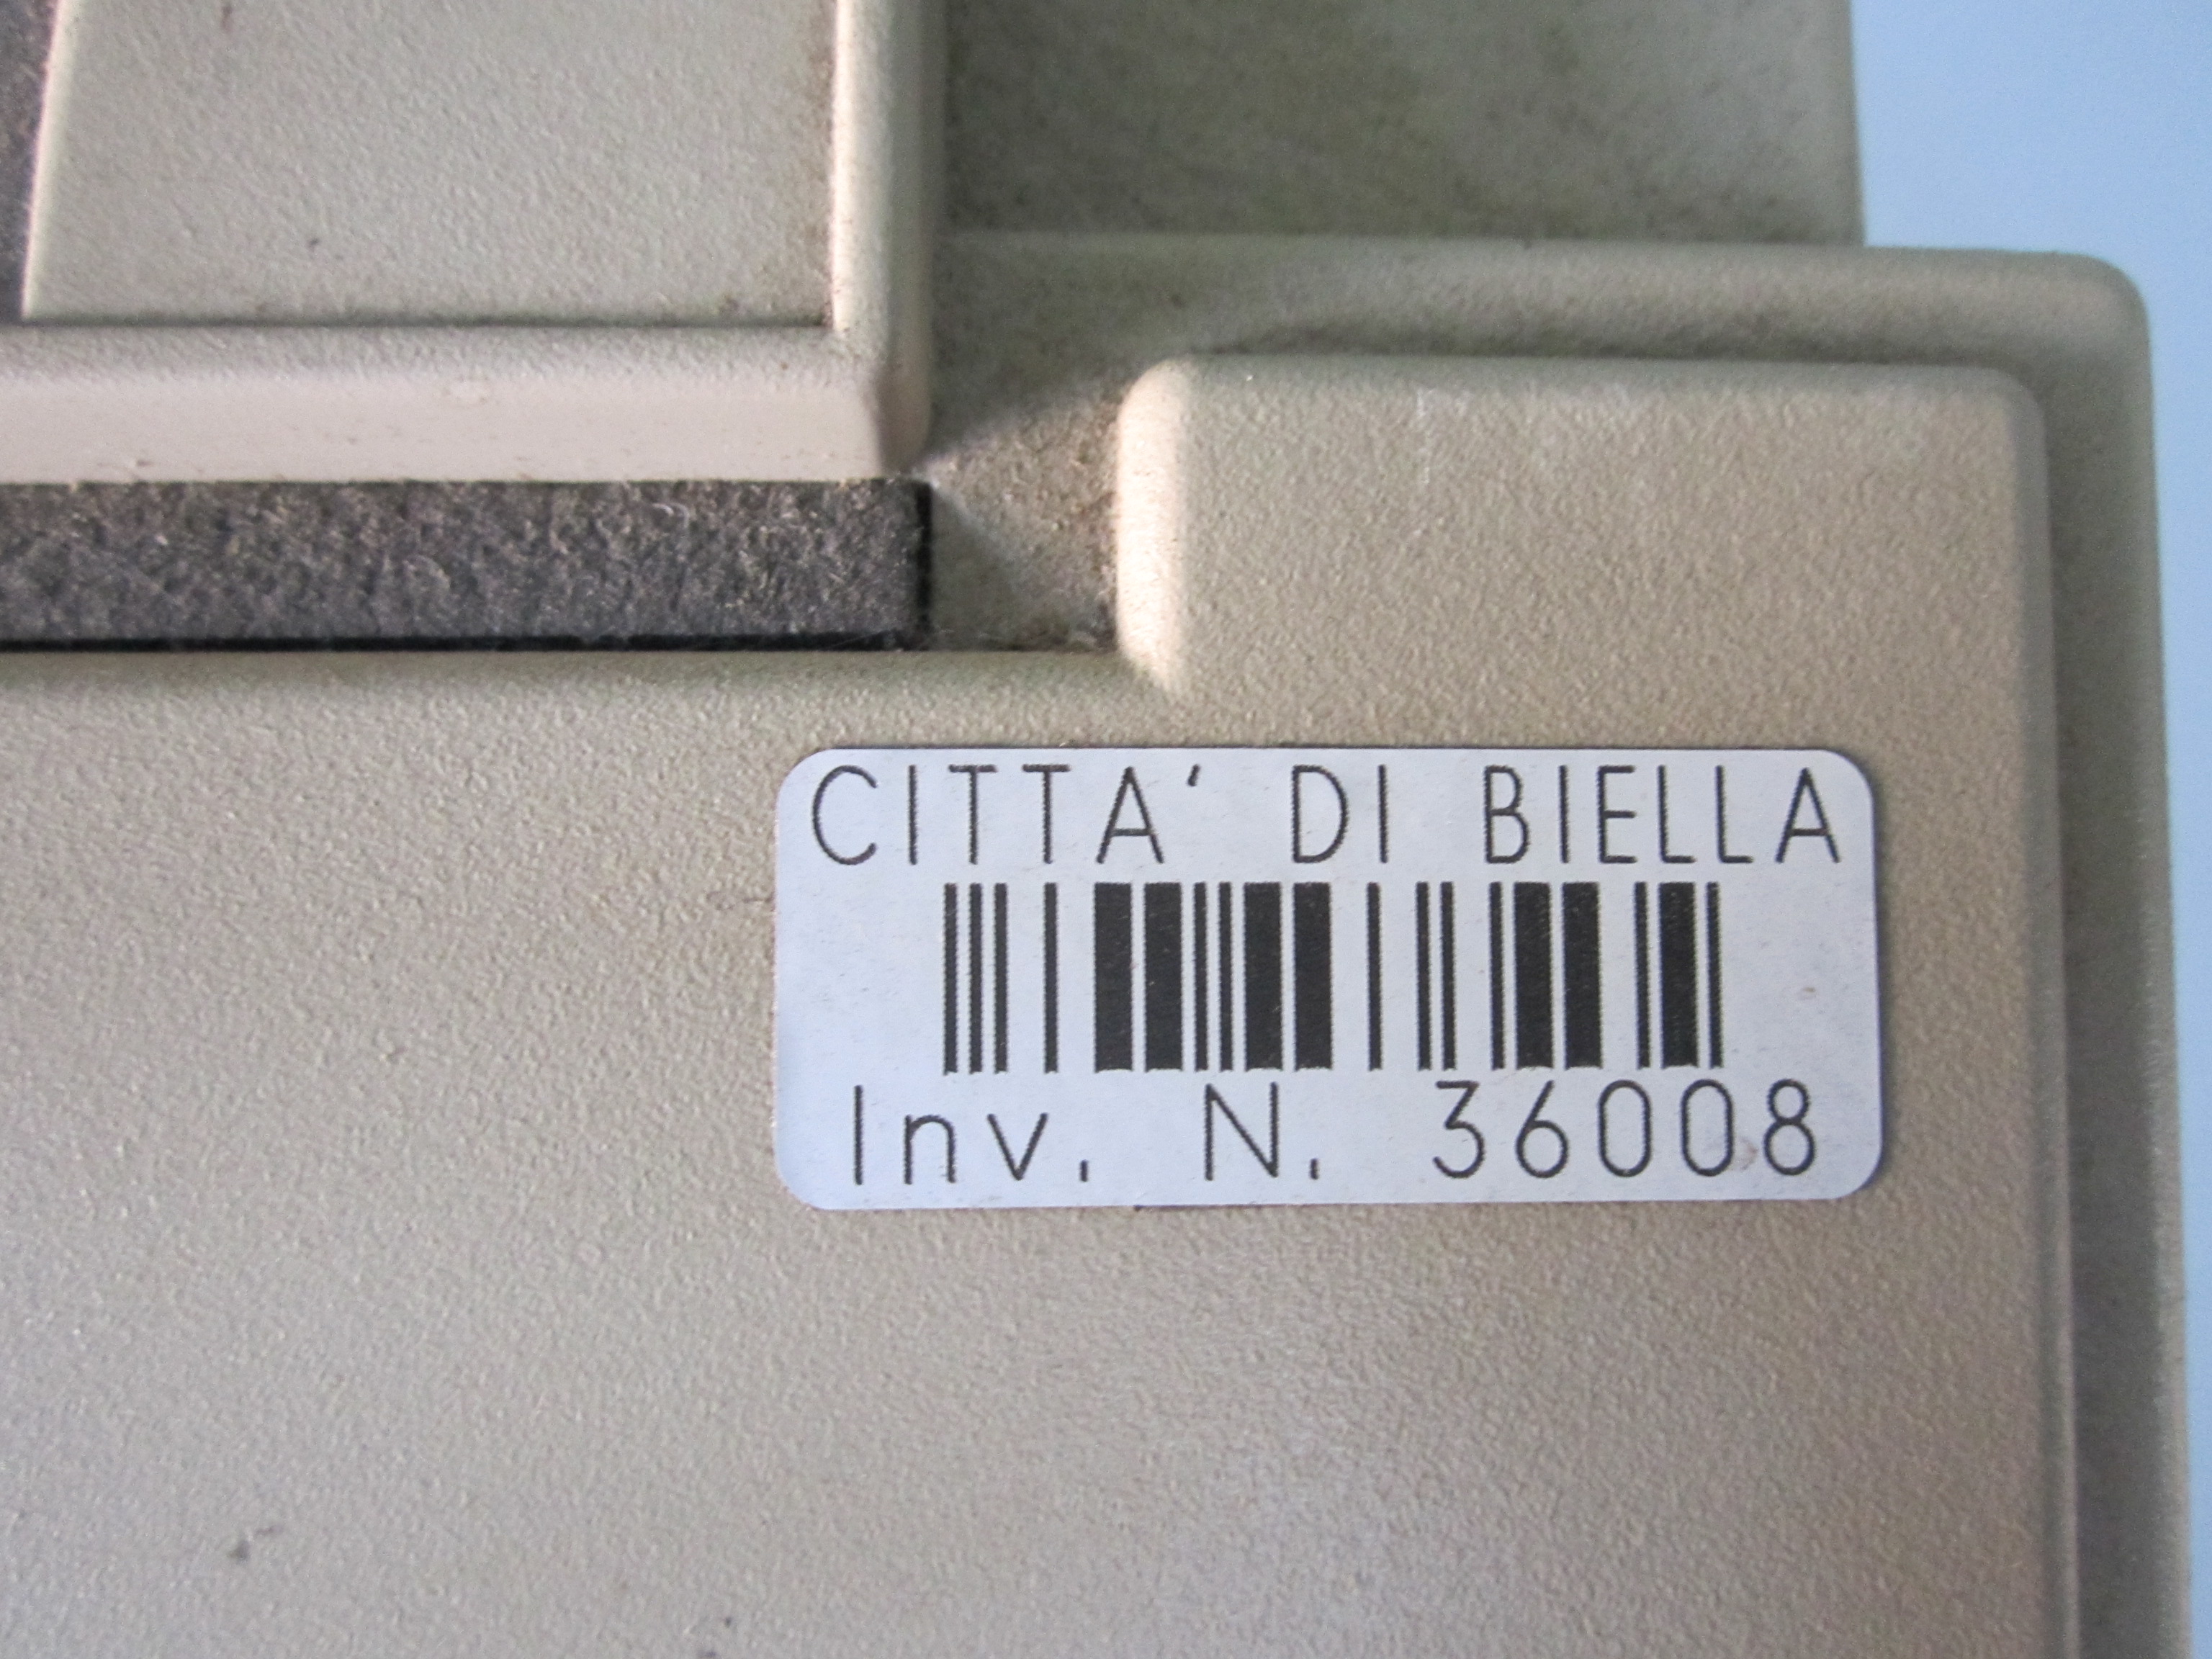 CITTA' DI BIELLA
Inv. N. 36008